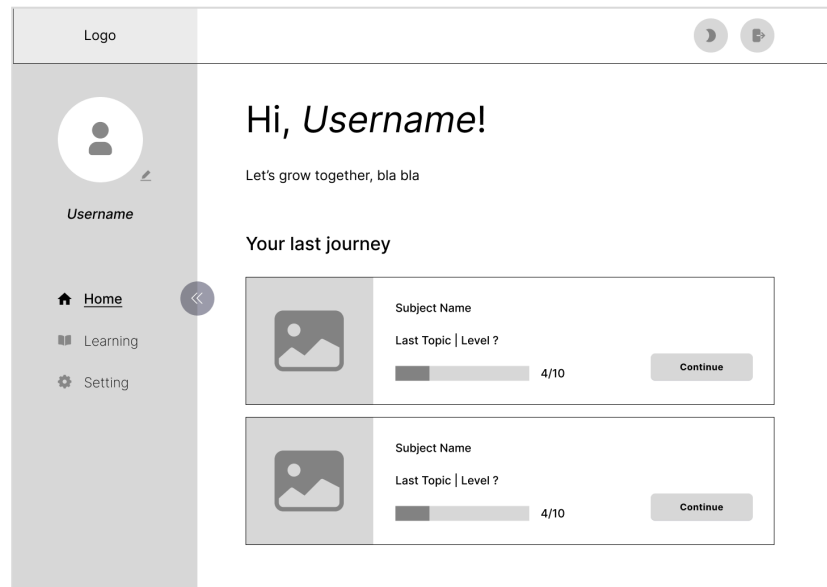 Logo
Hi, Username!
Let's grow together, bla bla
Username
Your last journey
Home
Learning
Setting
Subject Name
Last Topic | Level ?
4/10
Continue
Subject Name
Last Topic | Level ?
4/10
Continue